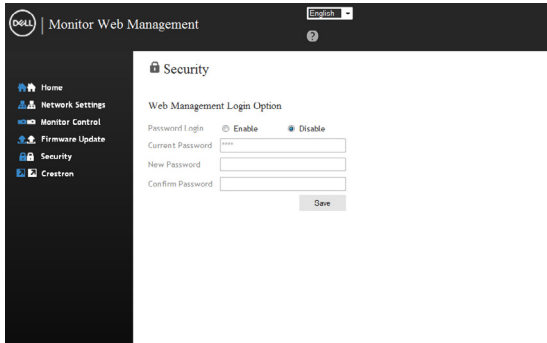 DELL
Monitor Web Management
English
?
Home
Network Settings
Monitor Control
Firmware Update
Security
Crestron
Security
Web Management Login Option
Password Login Enable Disable
Current Password ****
New Password
Confirm Password
Save